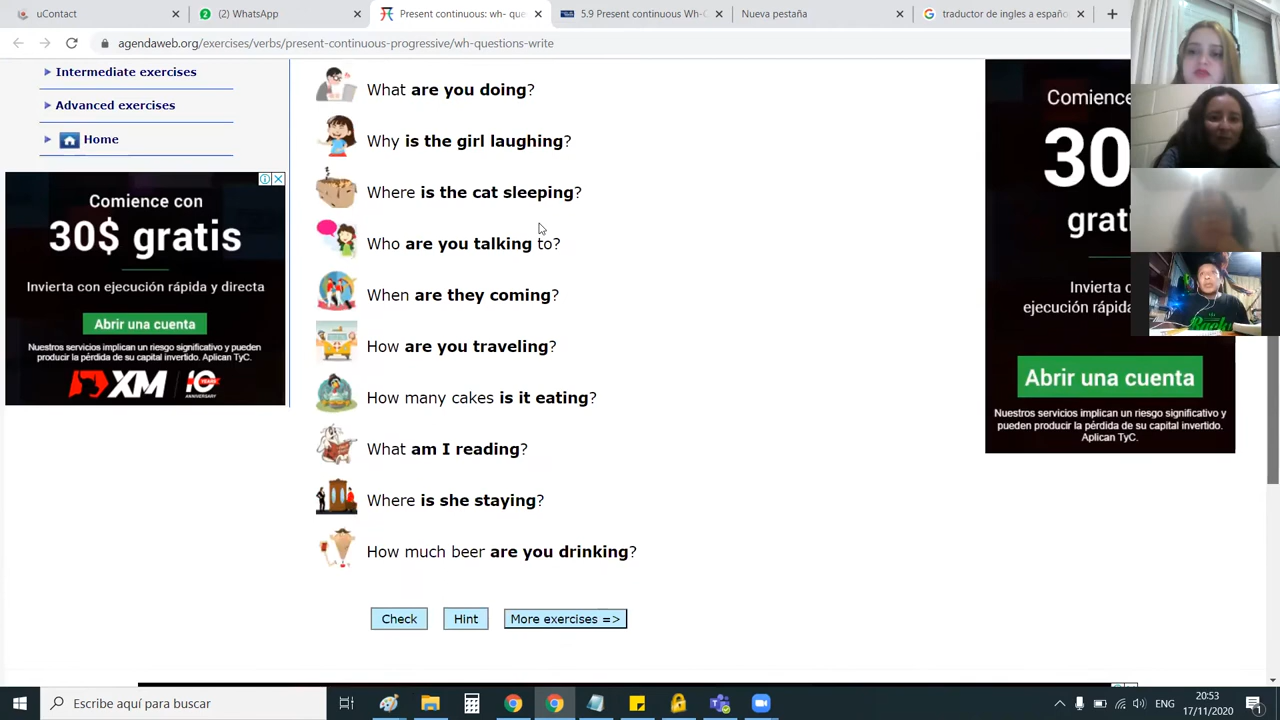 uContact
2
(2) WhatsApp
Present continuous: wh- que
5.9 Present continuous Wh-
Nueva pestaña
traductor de ingles a españo
agendaweb.org/exercises/verbs/present-continuous-progressive/wh-questions-write
Intermediate exercises
Advanced exercises
Home
Comience con
30$ gratis
Invierta con ejecución rápida y directa
Abrir una cuenta
Nuestros servicios implican un riesgo significativo y pueden producir la pérdida de su capital invertido. Aplican TyC.
XM
10
YEARS
ANNIVERSARY
What are you doing?
Why is the girl laughing?
Where is the cat sleeping?
Who are you talking to?
When are they coming?
How are you traveling?
How many cakes is it eating?
What am I reading?
Where is she staying?
How much beer are you drinking?
Check
Hint
More exercises =>
Comience
30
grati
Invierta
ejecución rápida
Abrir una cuenta
Nuestros servicios implican un riesgo significativo y
pueden producir la pérdida de su capital invertido.
Aplican TyC.
Escribe aquí para buscar
ENG
20:53
17/11/2020
1